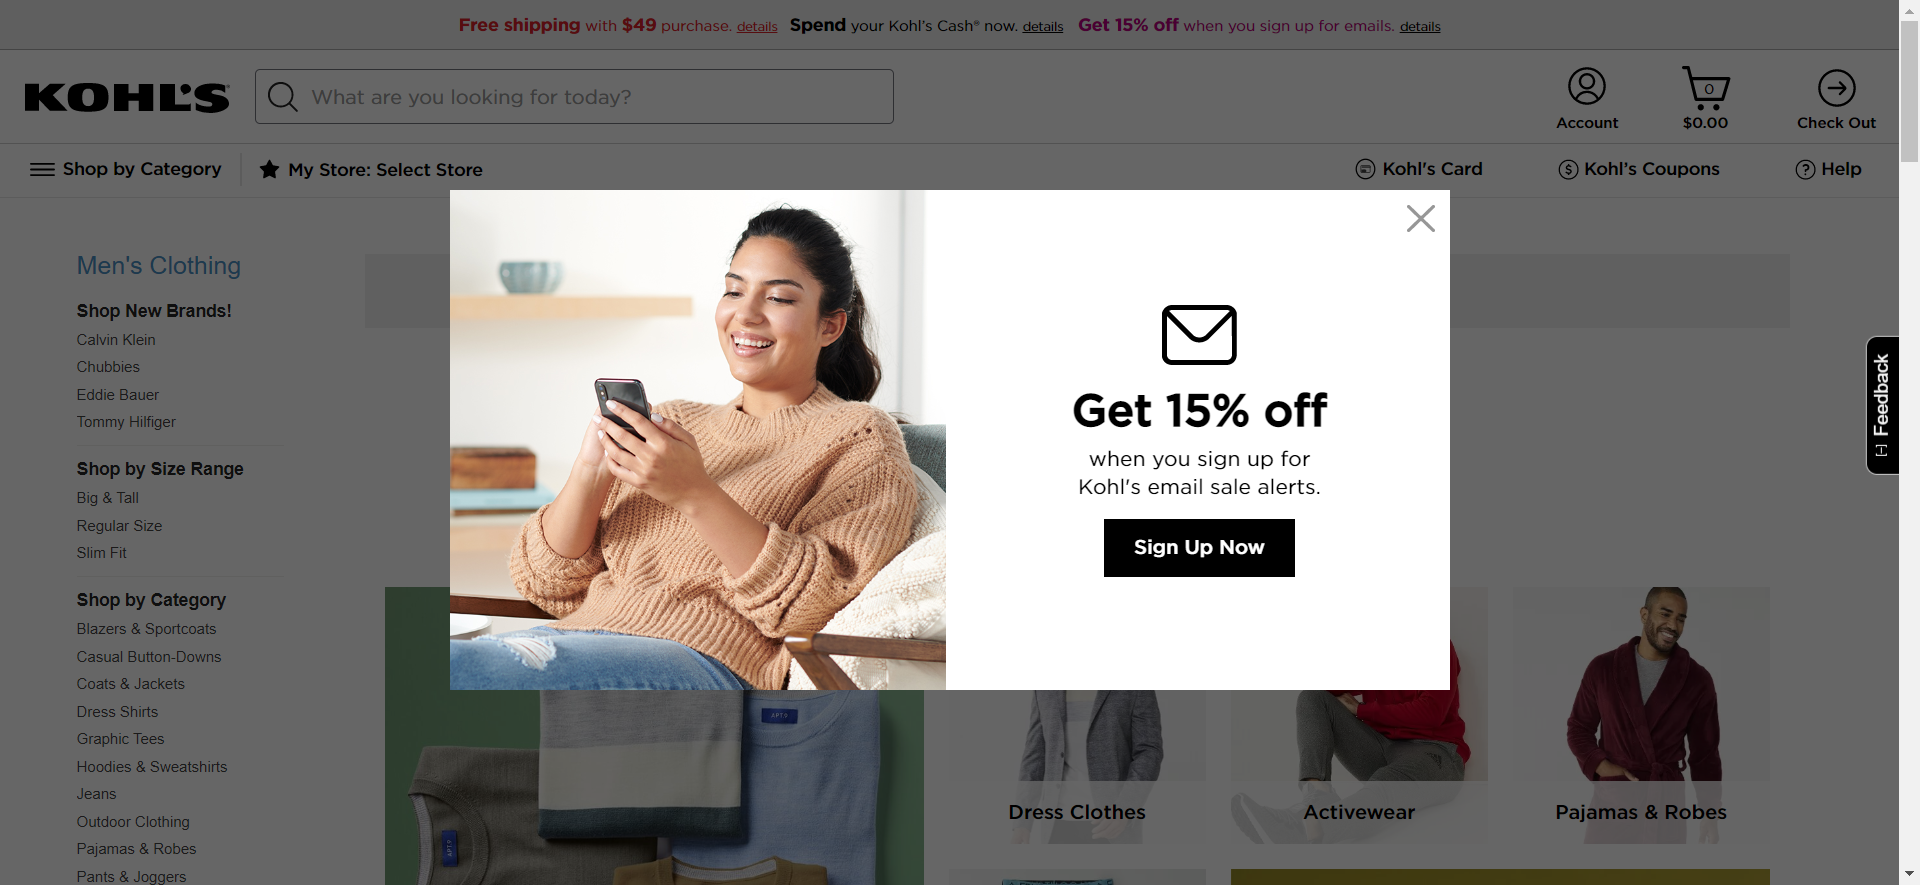 Free shipping with $49 purchase. details Spend your Kohl's Cash® now. details Get 15% off when you sign up for emails. details
KOHL'S
What are you looking for today?
Account
0
$0.00
Check Out
Shop by Category
My Store: Select Store
Kohl's Card
$ Kohl's Coupons
? Help
Men's Clothing
Shop New Brands!
Calvin Klein
Chubbies
Eddie Bauer
Tommy Hilfiger
Shop by Size Range
Big & Tall
Regular Size
Slim Fit
Shop by Category
Blazers & Sportcoats
Casual Button-Downs
Coats & Jackets
Dress Shirts
Graphic Tees
Hoodies & Sweatshirts
Jeans
Outdoor Clothing
Pajamas & Robes
Pants & Joggers
Get 15% off
when you sign up for
Kohl's email sale alerts.
Sign Up Now
[-] Feedback
APT.9
APT.9
Dress Clothes
Activewear
Pajamas & Robes